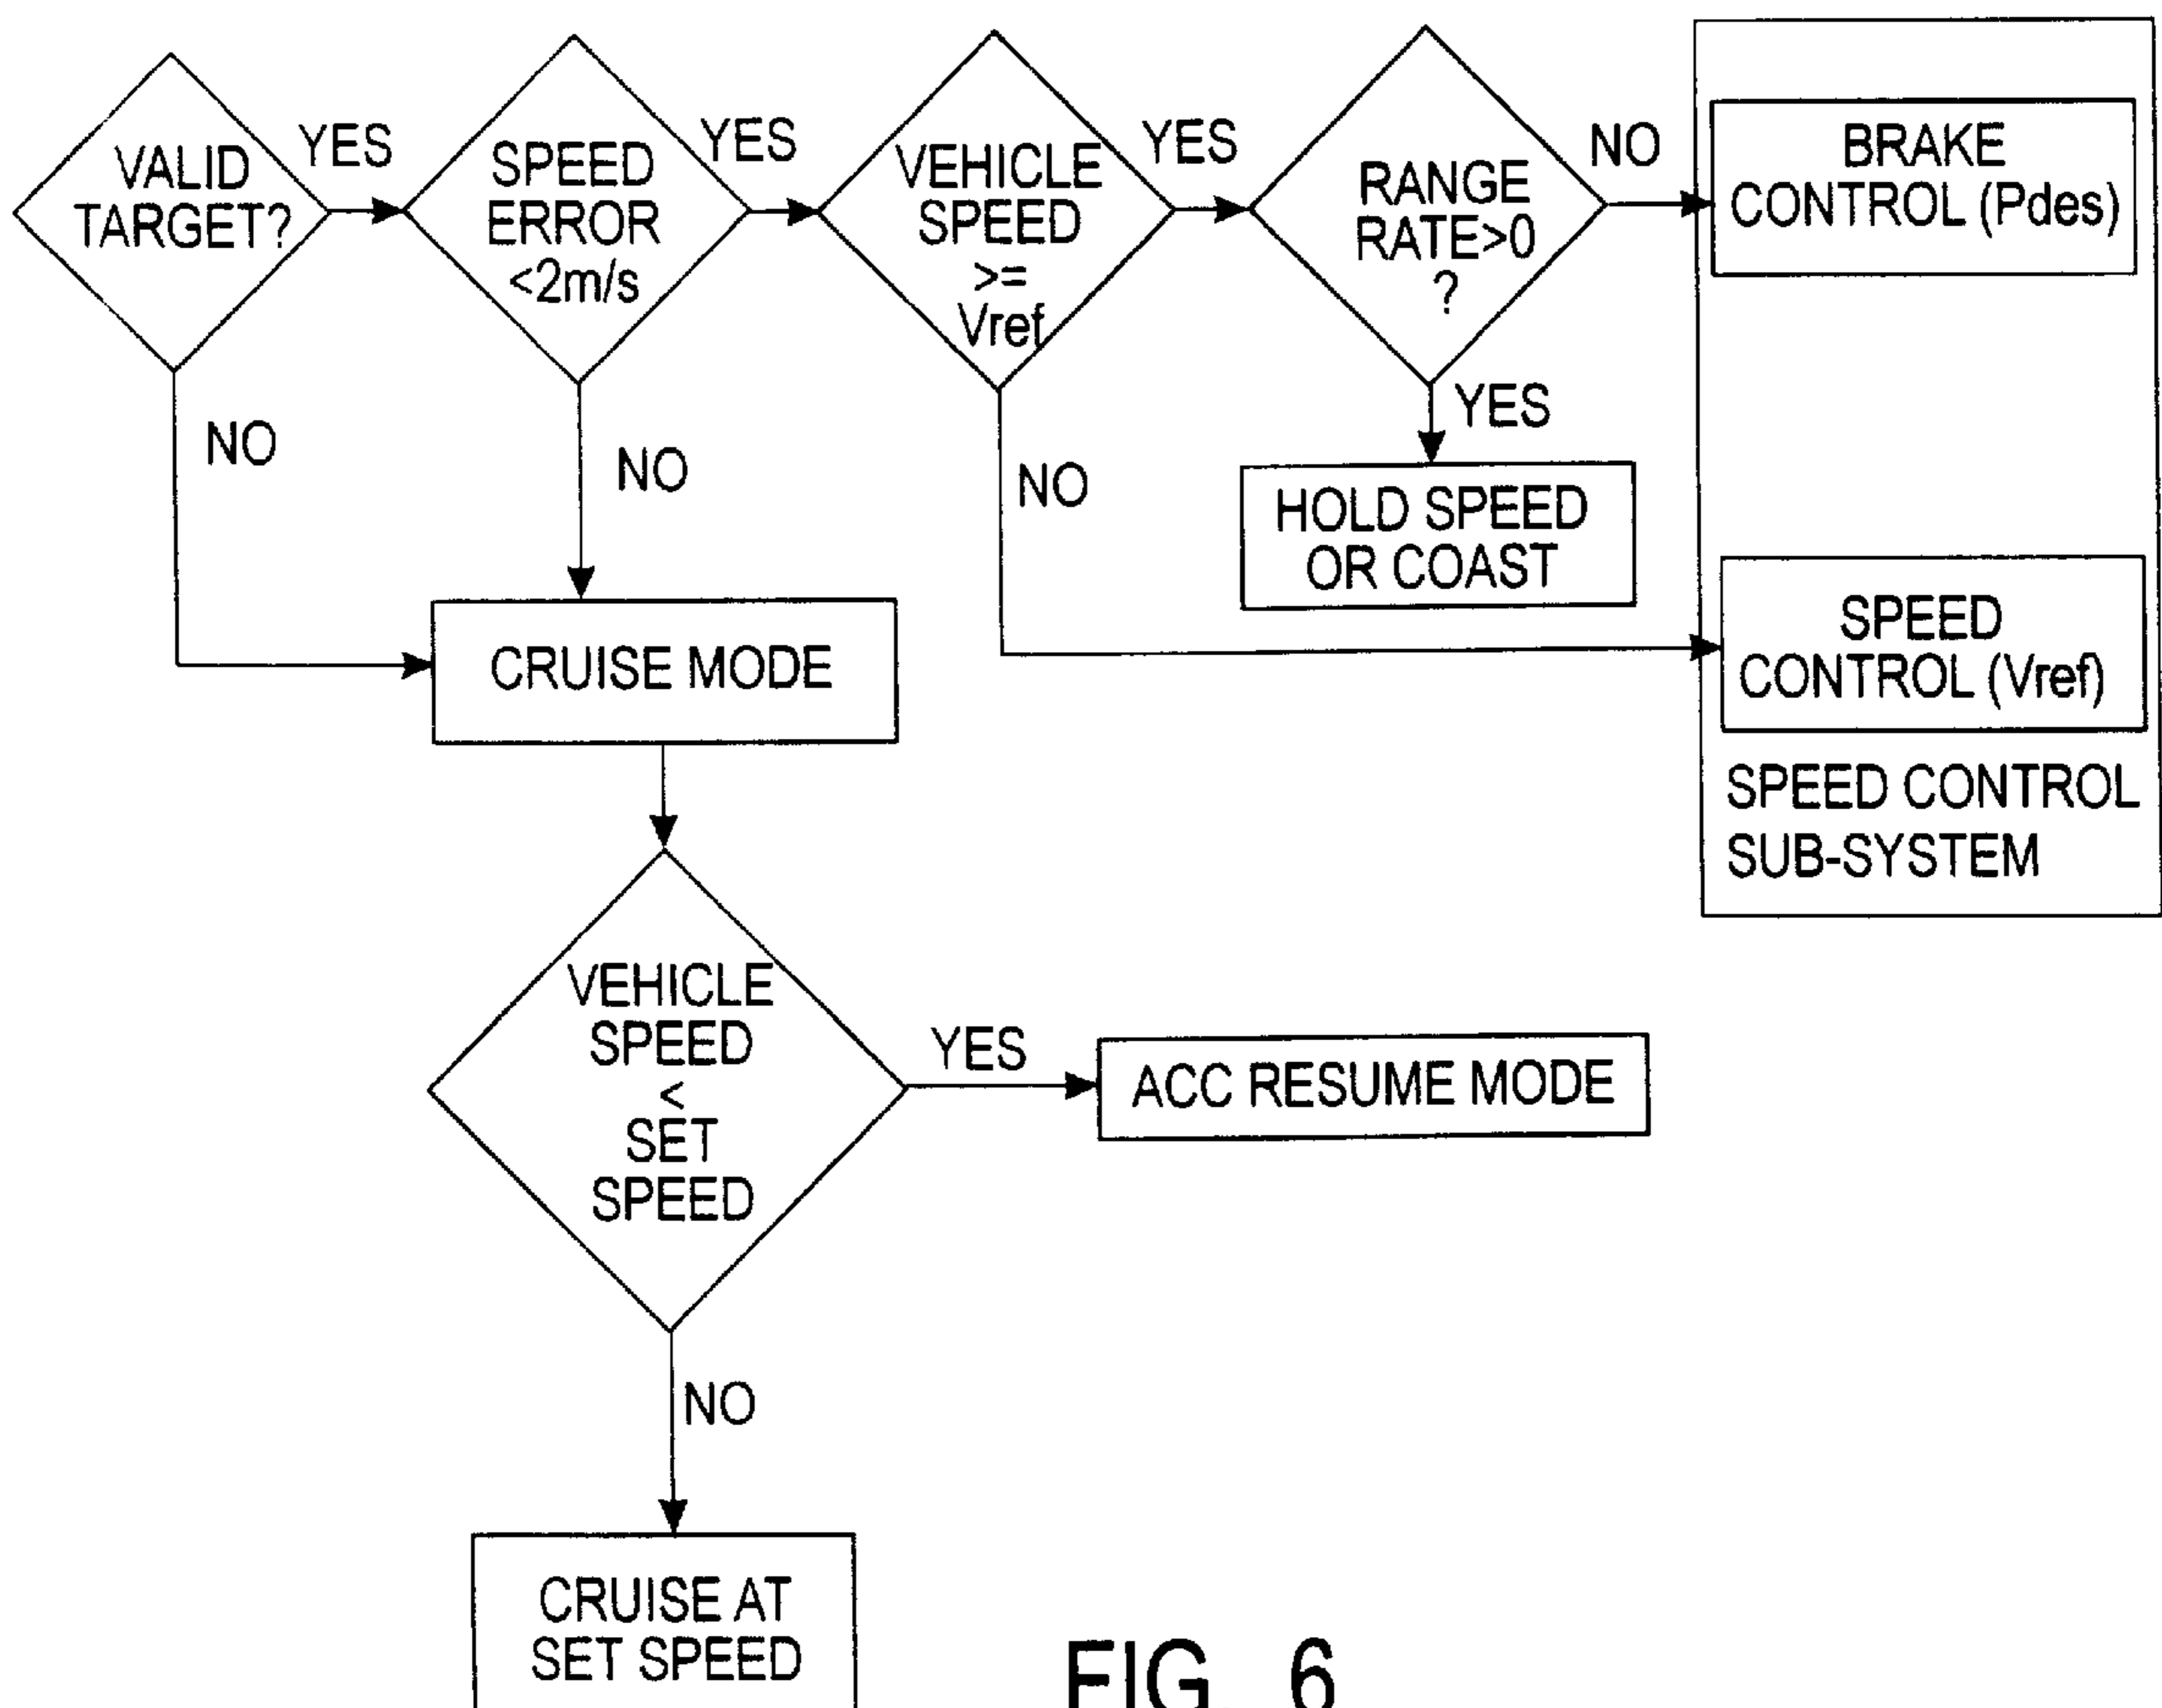 VALID
TARGET?
YES
SPEED
ERROR
<2m/s
YES
VEHICLE
SPEED
>=
Vref
YES
RANGE
RATE>0
?
NO
BRAKE
CONTROL (Pdes)
NO
NO
NO
YES
HOLD SPEED
OR COAST
CRUISE MODE
SPEED
CONTROL (Vref)
SPEED CONTROL
SUB-SYSTEM
VEHICLE
SPEED
<
SET
SPEED
YES
ACC RESUME MODE
NO
CRUISE AT
SET SPEED
FIG. 6